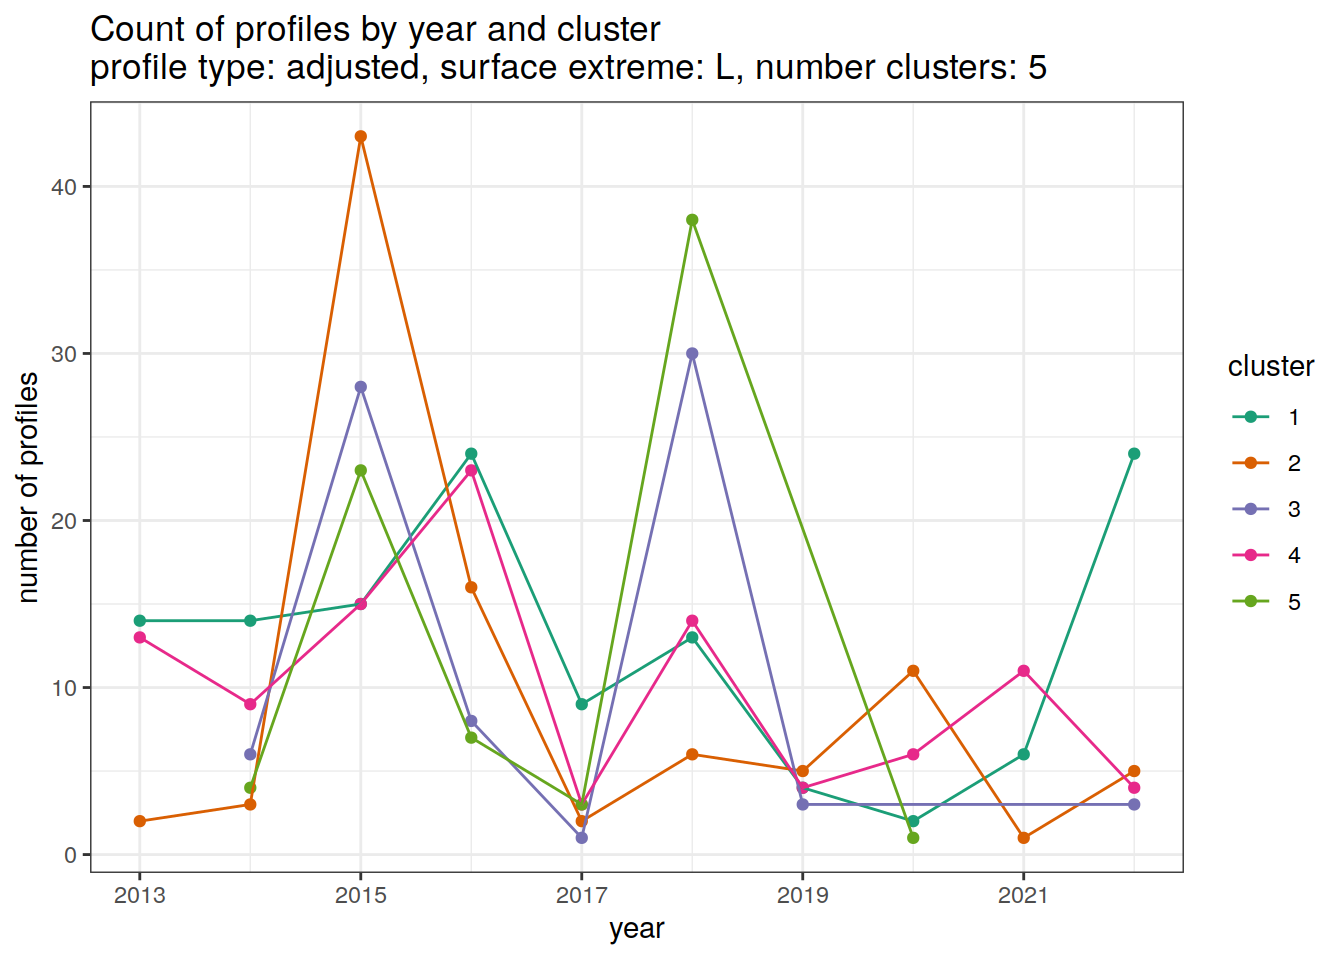 Count of profiles by year and cluster
profile type: adjusted, surface extreme: L, number clusters: 5
number of profiles
40
30
20
10
0
2013 2015 2017 2019 2021
year
cluster
1
2
3
4
5